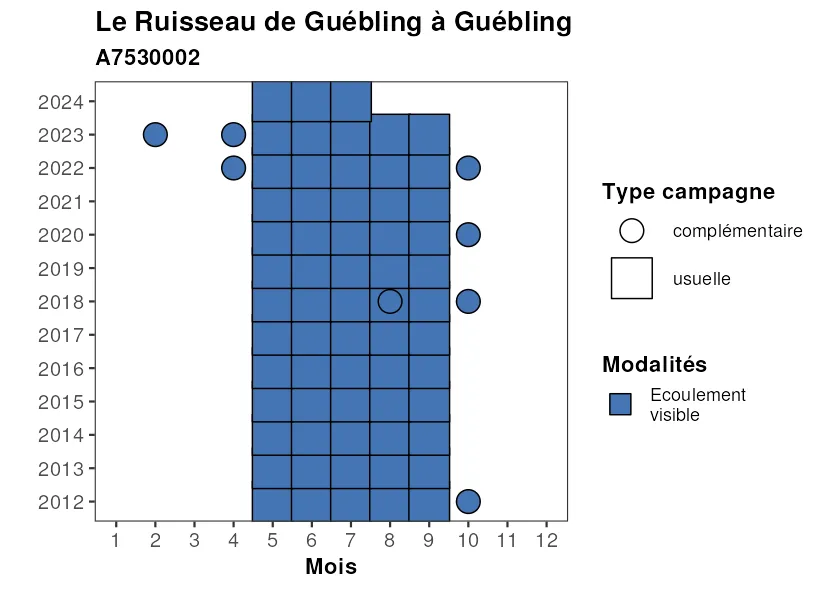 Le Ruisseau de Guébling à Guébling
A7530002
2024
2023
2022
2021
2020
2019
2018
2017
2016
2015
2014
2013
2012
1 2 3 4 5 6 7 8 9 10 11 12
Mois
Type campagne
complémentaire
usuelle
Modalités
Ecoulement
visible